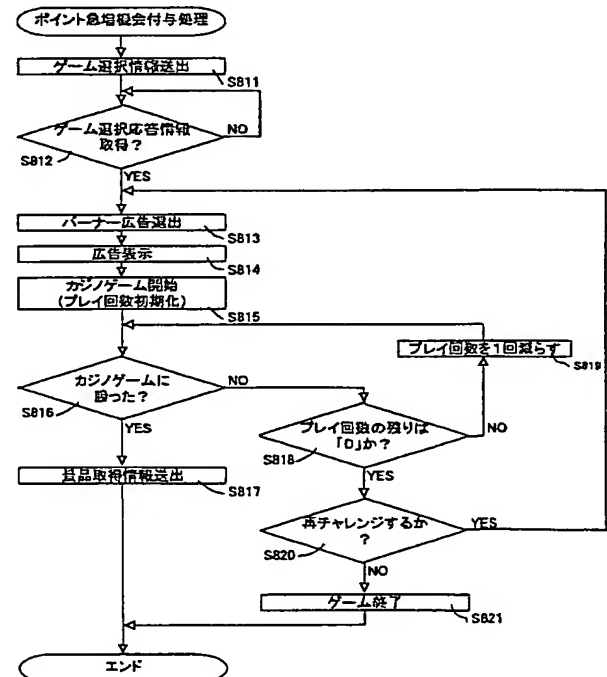 ポイント急増機会付与処理
ゲーム選択情報送出
S811
ゲーム選択応答情報
取得？
NO
S812
YES
バーナー広告選出
S813
広告表示
S814
カジノゲーム開始
(プレイ回数初期化)
S815
プレイ回数を1回減らす
S819
カジノゲームに
勝った？
NO
S816
YES
プレイ回数の残りは
「0」か？
NO
S818
YES
景品取得情報送出
S817
再チャレンジするか
？
YES
S820
NO
ゲーム終了
S821
エンド